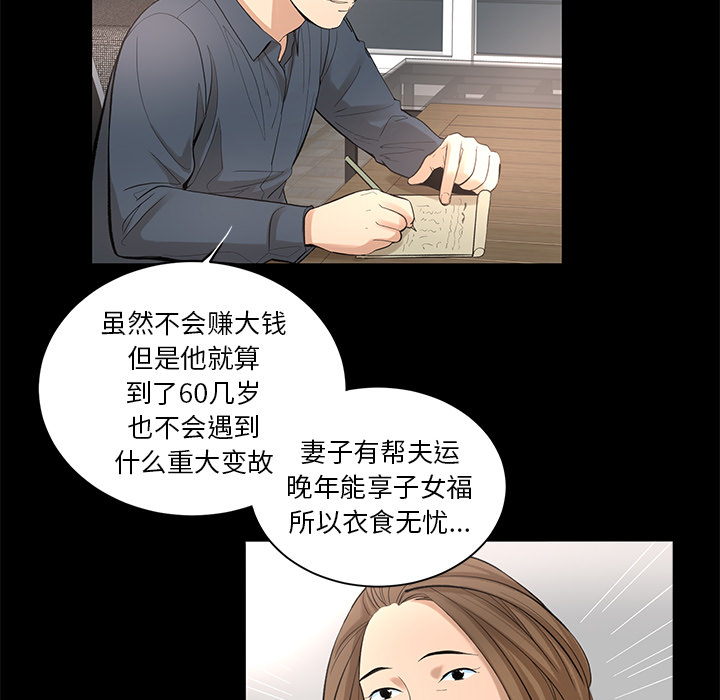 虽然不会赚大钱
但是他就算
到了60几岁
也不会遇到
什么重大变故
妻子有帮夫运
晚年能享子女福
所以衣食无忧...